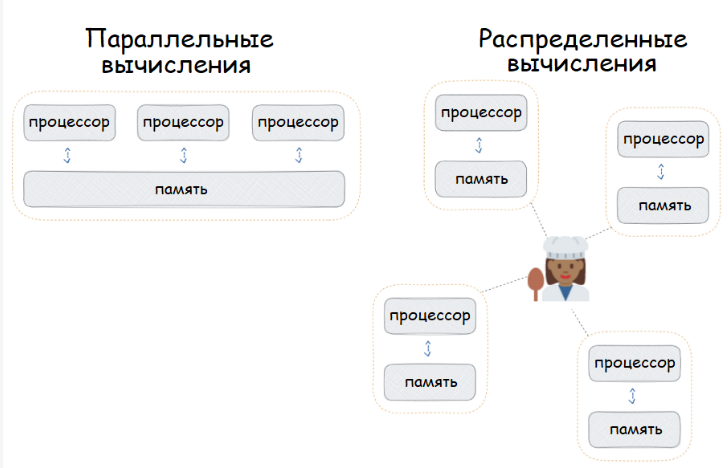 Параллельные
вычисления
процессор процессор процессор
память
Распределенные
вычисления
процессор
память
процессор
память
процессор
память
процессор
память